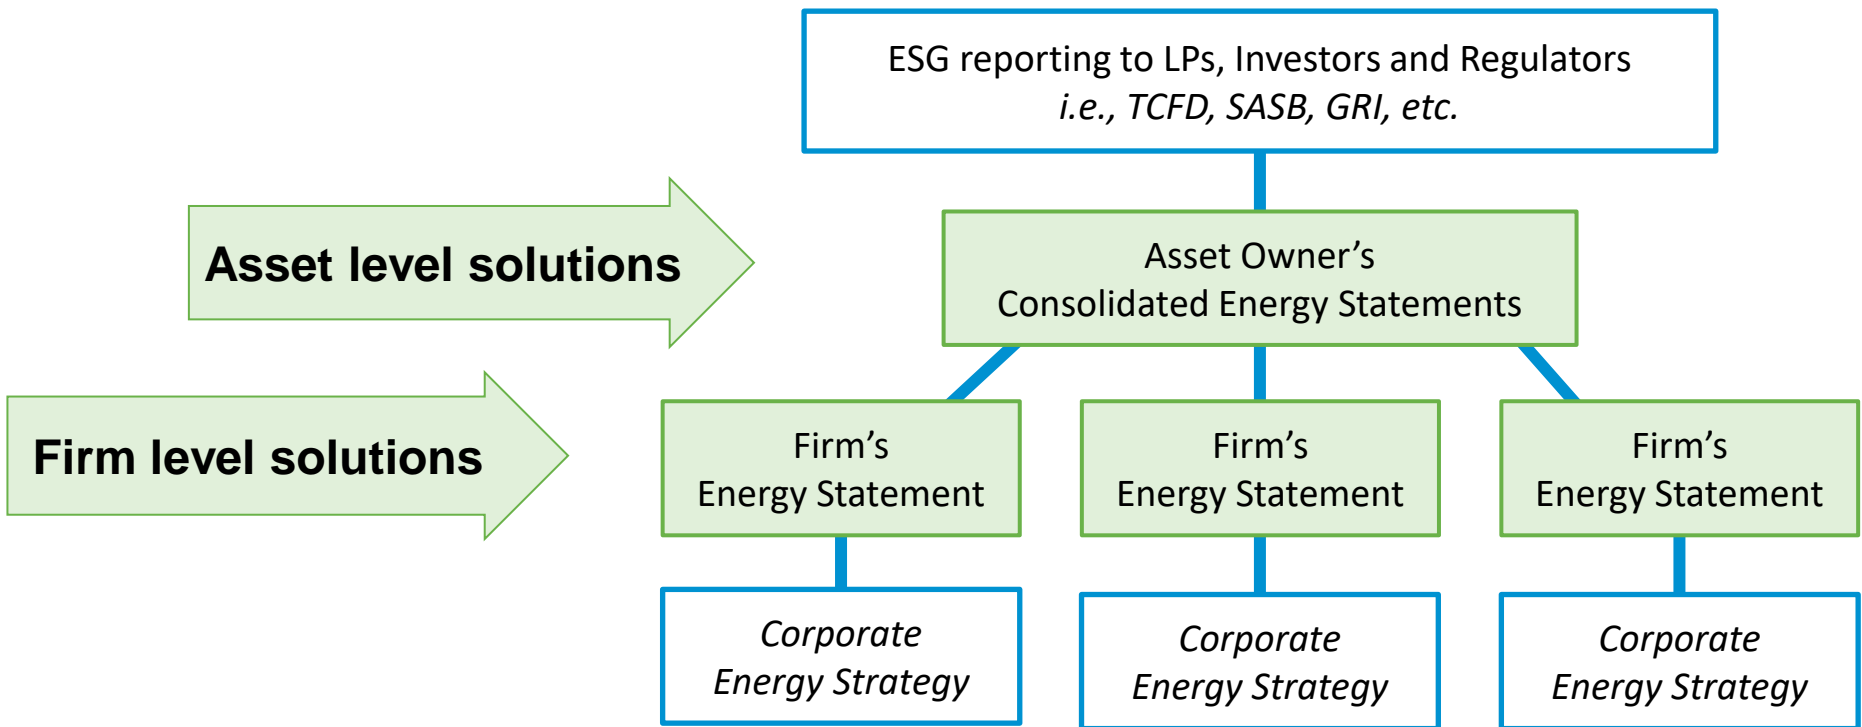 ESG reporting to LPs, Investors and Regulators
i.e., TCFD, SASB, GRI, etc.
Asset level solutions
Asset Owner’s
Consolidated Energy Statements
Firm level solutions
Firm’s
Energy Statement
Firm’s
Energy Statement
Firm’s
Energy Statement
Corporate
Energy Strategy
Corporate
Energy Strategy
Corporate
Energy Strategy